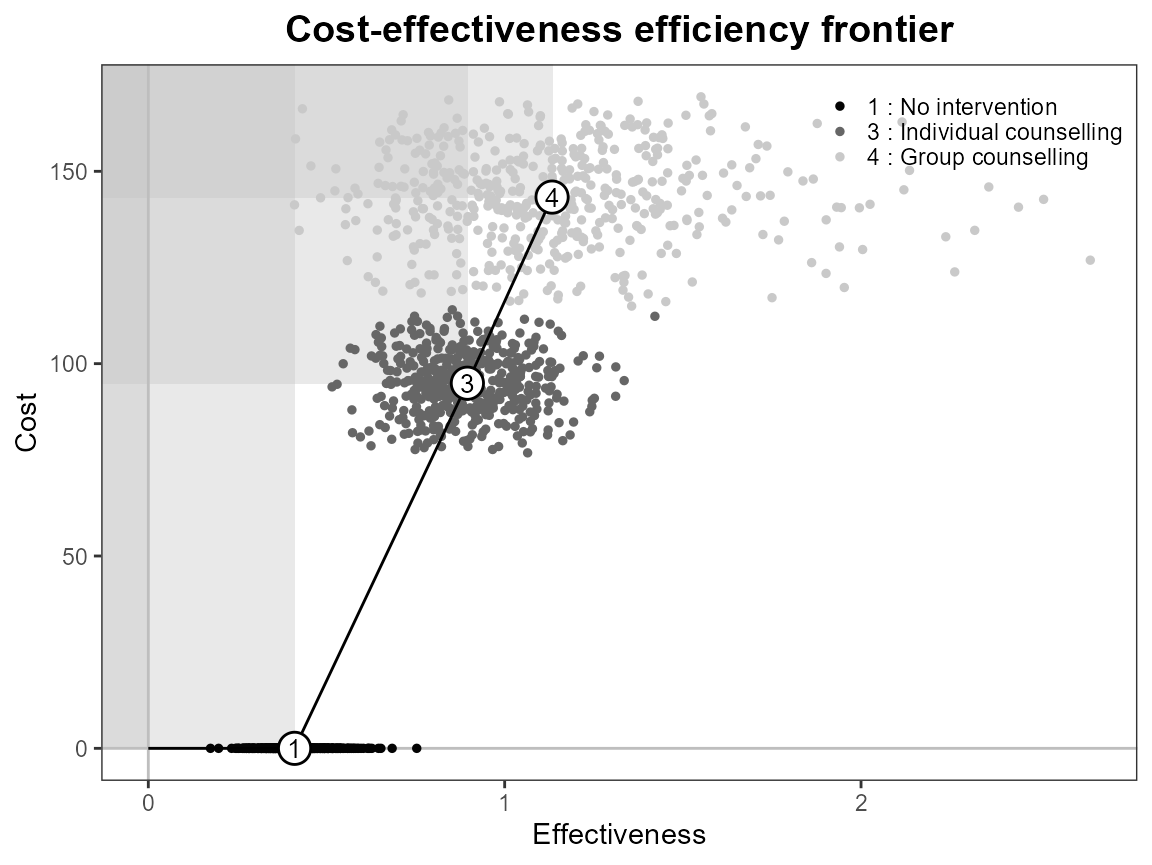 Cost-effectiveness efficiency frontier
1 : No intervention
3 : Individual counselling
4 : Group counselling
150
100
50
0
Cost
4
3
1
0
1
2
Effectiveness